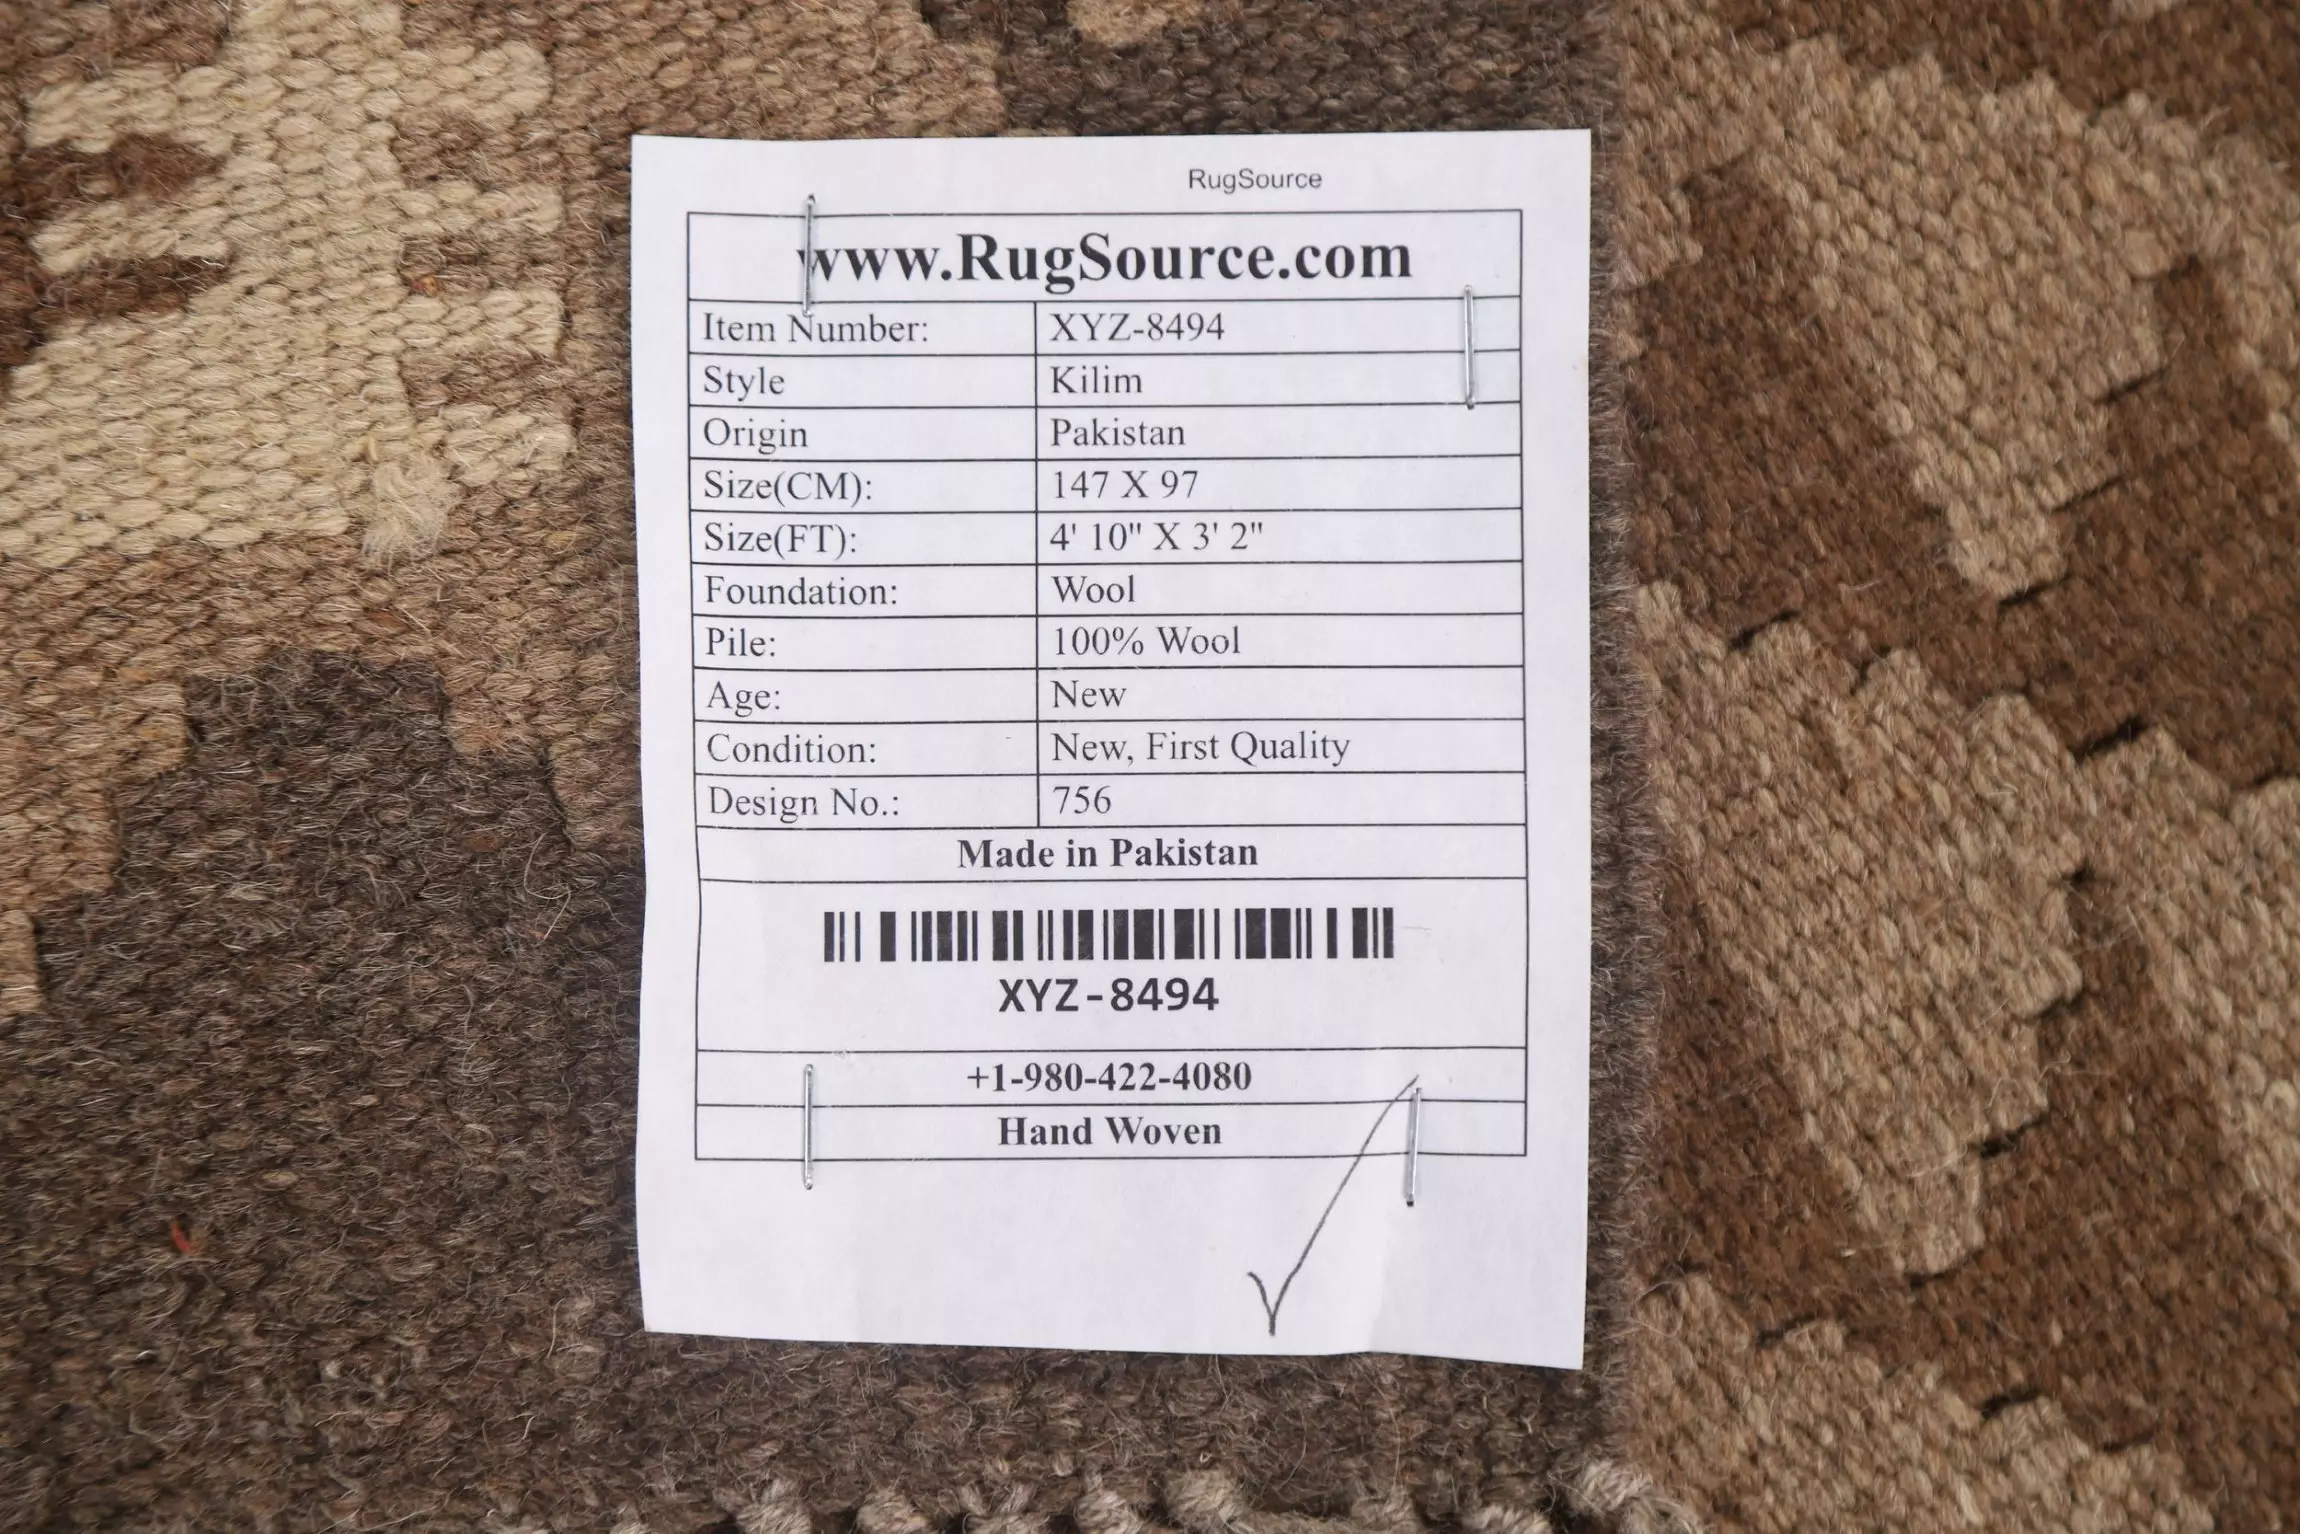 RugSource
www.RugSource.com
Item Number: XYZ-8494
Style Kilim
Origin Pakistan
Size(CM): 147 X 97
Size(FT): 4' 10" X 3' 2"
Foundation: Wool
Pile: 100% Wool
Age: New
Condition: New, First Quality
Design No.: 756
Made in Pakistan
XYZ-8494
+1-980-422-4080
Hand Woven